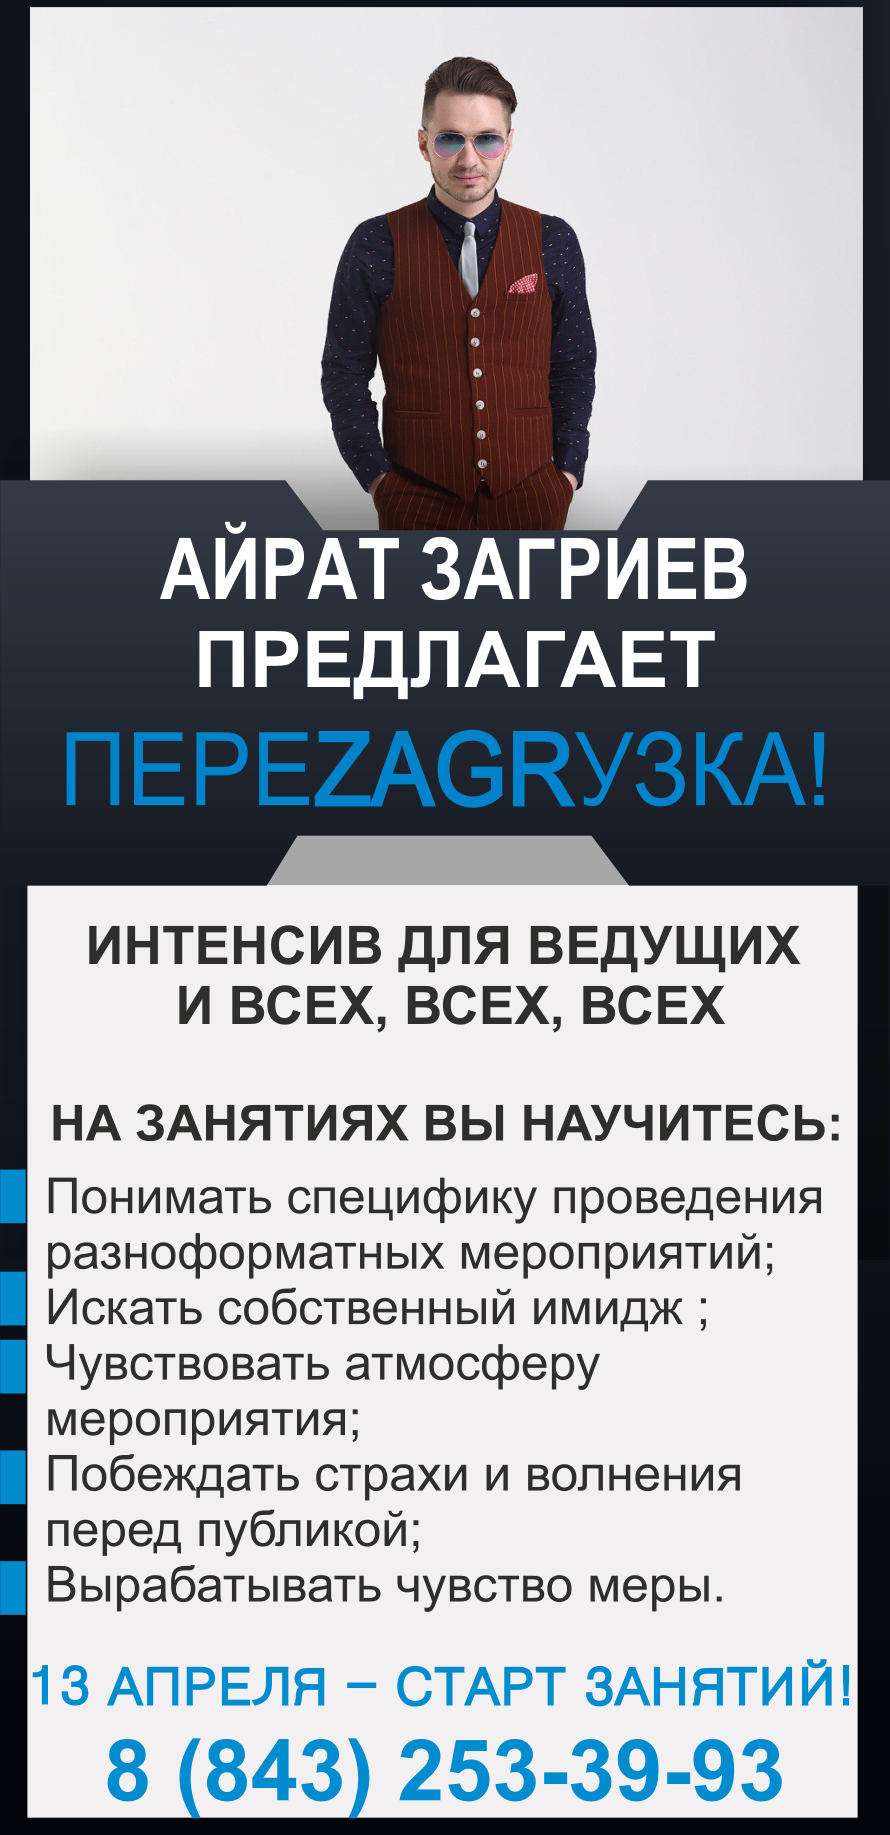 АЙРАТ ЗАГРИЕВ
ПРЕДЛАГАЕТ
ПЕРЕZAGRУЗКА!
ИНТЕНСИВ ДЛЯ ВЕДУЩИХ
И ВСЕХ, ВСЕХ, ВСЕХ
НА ЗАНЯТИЯХ ВЫ НАУЧИТЕСЬ:
Понимать специфику проведения
разноформатных мероприятий;
Искать собственный имидж ;
Чувствовать атмосферу
мероприятия;
Побеждать страхи и волнения
перед публикой;
Вырабатывать чувство меры.
13 АПРЕЛЯ – СТАРТ ЗАНЯТИЙ!
8 (843) 253-39-93